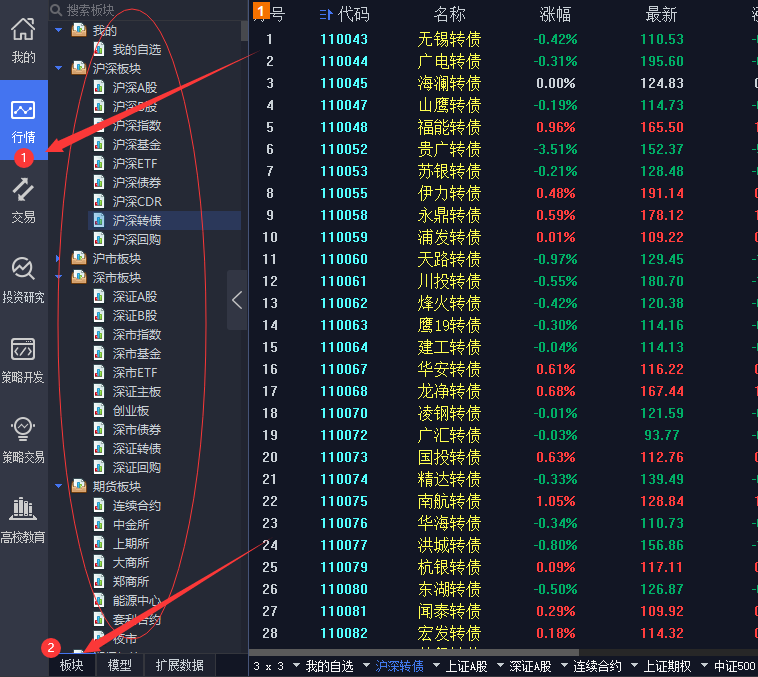 我的
行情
1
交易
投资研究
策略开发
策略交易
高校教育
搜索板块
我的
我的自选
沪深板块
沪深A股
沪深B股
沪深指数
沪深基金
沪深ETF
沪深债券
沪深CDR
沪深转债
沪深回购
沪市板块
深市板块
深证A股
深证B股
深市指数
深市基金
深市ETF
深证主板
创业板
深市债券
深证转债
深证回购
期货板块
连续合约
中金所
上期所
大商所
郑商所
能源中心
套利合约
夜市
2
板块 模型 扩展数据
1
号 代码 名称 涨幅 最新
1 110043 无锡转债 -0.42% 110.53
2 110044 广电转债 -0.31% 195.60
3 110045 海澜转债 0.00% 124.83
4 110047 山鹰转债 -0.19% 114.73
5 110048 福能转债 0.96% 165.50
6 110052 贵广转债 -3.51% 152.37
7 110053 苏银转债 -0.21% 128.48
8 110055 伊力转债 0.48% 191.14
9 110058 永鼎转债 0.59% 178.12
10 110059 浦发转债 0.01% 109.22
11 110060 天路转债 -0.97% 129.45
12 110061 川投转债 -0.55% 180.70
13 110062 烽火转债 -0.42% 120.38
14 110063 鹰19转债 -0.30% 114.16
15 110064 建工转债 -0.04% 114.13
16 110067 华安转债 0.61% 116.22
17 110068 龙净转债 0.68% 167.44
18 110070 凌钢转债 -0.01% 121.59
19 110072 广汇转债 -0.03% 93.77
20 110073 国投转债 0.63% 112.76
21 110074 精达转债 -0.33% 139.49
22 110075 南航转债 1.05% 128.84
23 110076 华海转债 -0.34% 110.73
24 110077 洪城转债 -0.80% 156.86
25 110079 杭银转债 0.09% 117.11
26 110080 东湖转债 -0.50% 126.87
27 110081 闻泰转债 0.29% 109.92
28 110082 宏发转债 0.18% 114.32
3 x 3 我的自选 沪深转债 上证A股 深证A股 连续合约 上证期权 中证500